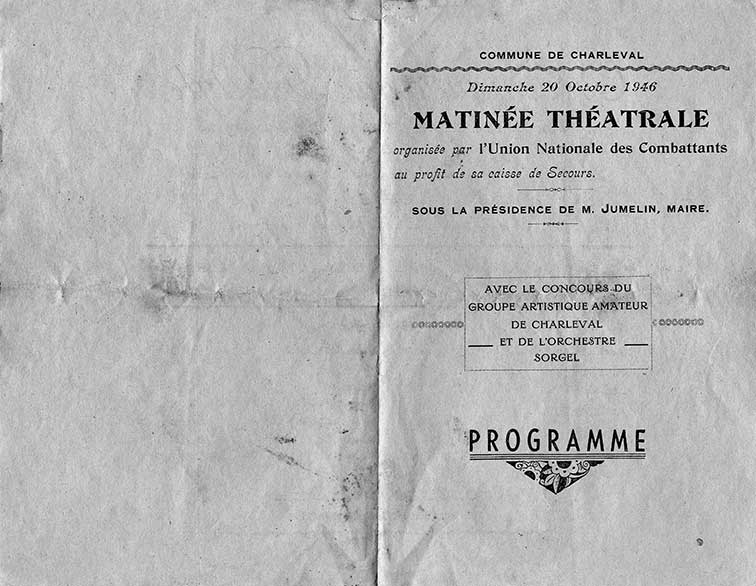 COMMUNE DE CHARLEVAL
Dimanche 20 Octobre 1946
MATINÉE THÉATRALE
organisée par l'Union Nationale des Combattants
au profit de sa caisse de Secours.
SOUS LA PRÉSIDENCE DE M. JUMELIN, MAIRE.
AVEC LE CONCOURS DU
GROUPE ARTISTIQUE AMATEUR
DE CHARLEVAL
ET DE L'ORCHESTRE
SORGEL
PROGRAMME